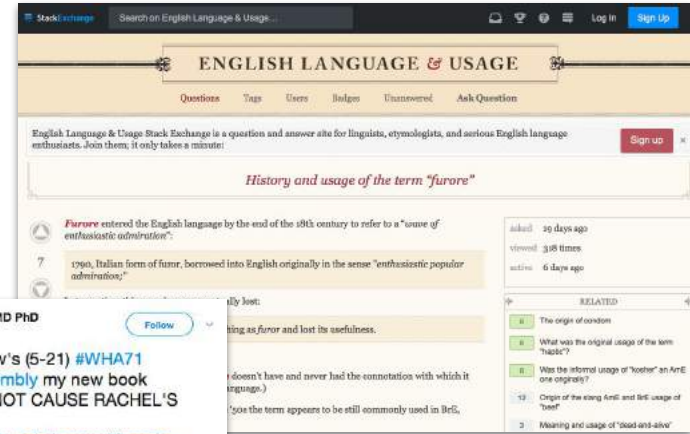 StackExchange
Search on English Language & Usage...
Log In
Sign Up
ENGLISH LANGUAGE & USAGE
Questions Tags Users Badges Unanswered Ask Question
English Language & Usage Stack Exchange is a question and answer site for linguists, etymologists, and serious English language
enthusiasts. Join them; it only takes a minute:
Sign up ×
History and usage of the term "furore"
Furore entered the English language by the end of the 18th century to refer to a "wave of
enthusiastic admiration":
7
1790, Italian form of furor, borrowed into English originally in the sense "enthusiastic popular
admiration;"
lly lost:
hing as furor and lost its usefulness.
doesn't have and never had the connotation with which it
'50s the term appears to be still commonly used in BrE,
asked 29 days ago
viewed 318 times
active 6 days ago
RELATED
The origin of condom
What was the original usage of the term
"haptic"?
Was the informal usage of "kosher" an AmE
one originally?
Origin of the slang AmE and BrE usage of
"beef"
3 Meaning and usage of "dead-and-alive"
MD PhD
Follow
w's (5-21) #WHA71
mbly my new book
NOT CAUSE RACHEL'S